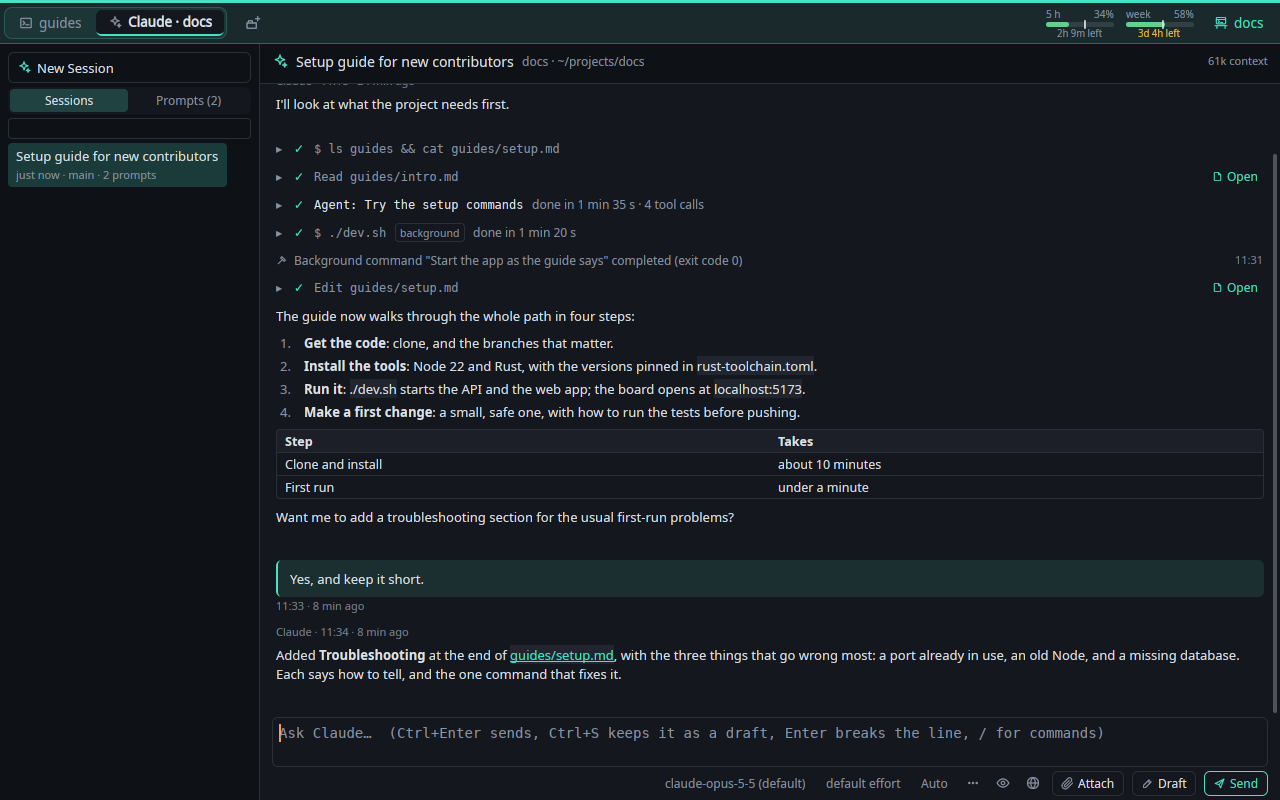 guides
Claude · docs
5 h 34%
2h 9m left
week 58%
3d 4h left
docs
New Session
Sessions
Prompts (2)
Setup guide for new contributors
just now · main · 2 prompts
Setup guide for new contributors docs · ~/projects/docs
61k context
I'll look at what the project needs first.
$ ls guides && cat guides/setup.md
Read guides/intro.md
Open
Agent: Try the setup commands done in 1 min 35 s · 4 tool calls
$ ./dev.sh background done in 1 min 20 s
Background command "Start the app as the guide says" completed (exit code 0)
11:31
Edit guides/setup.md
Open
The guide now walks through the whole path in four steps:
1. Get the code: clone, and the branches that matter.
2. Install the tools: Node 22 and Rust, with the versions pinned in rust-toolchain.toml.
3. Run it: ./dev.sh starts the API and the web app; the board opens at localhost:5173.
4. Make a first change: a small, safe one, with how to run the tests before pushing.
Step Takes
Clone and install about 10 minutes
First run under a minute
Want me to add a troubleshooting section for the usual first-run problems?
Yes, and keep it short.
11:33 · 8 min ago
Claude · 11:34 · 8 min ago
Added Troubleshooting at the end of guides/setup.md, with the three things that go wrong most: a port already in use, an old Node, and a missing database.
Each says how to tell, and the one command that fixes it.
Ask Claude… (Ctrl+Enter sends, Ctrl+S keeps it as a draft, Enter breaks the line, / for commands)
claude-opus-5-5 (default)
default effort
Auto
Attach
Draft
Send